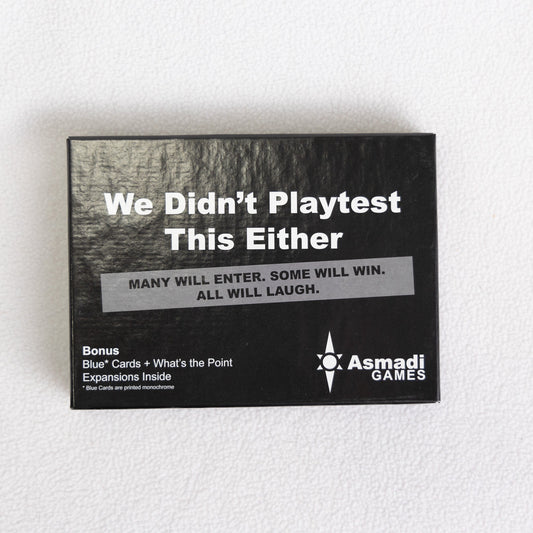 We Didn't Playtest
This Either
MANY WILL ENTER. SOME WILL WIN.
ALL WILL LAUGH.
Bonus
Blue* Cards + What's the Point
Expansions Inside
* Blue Cards are printed monochrome
Asmadi
GAMES